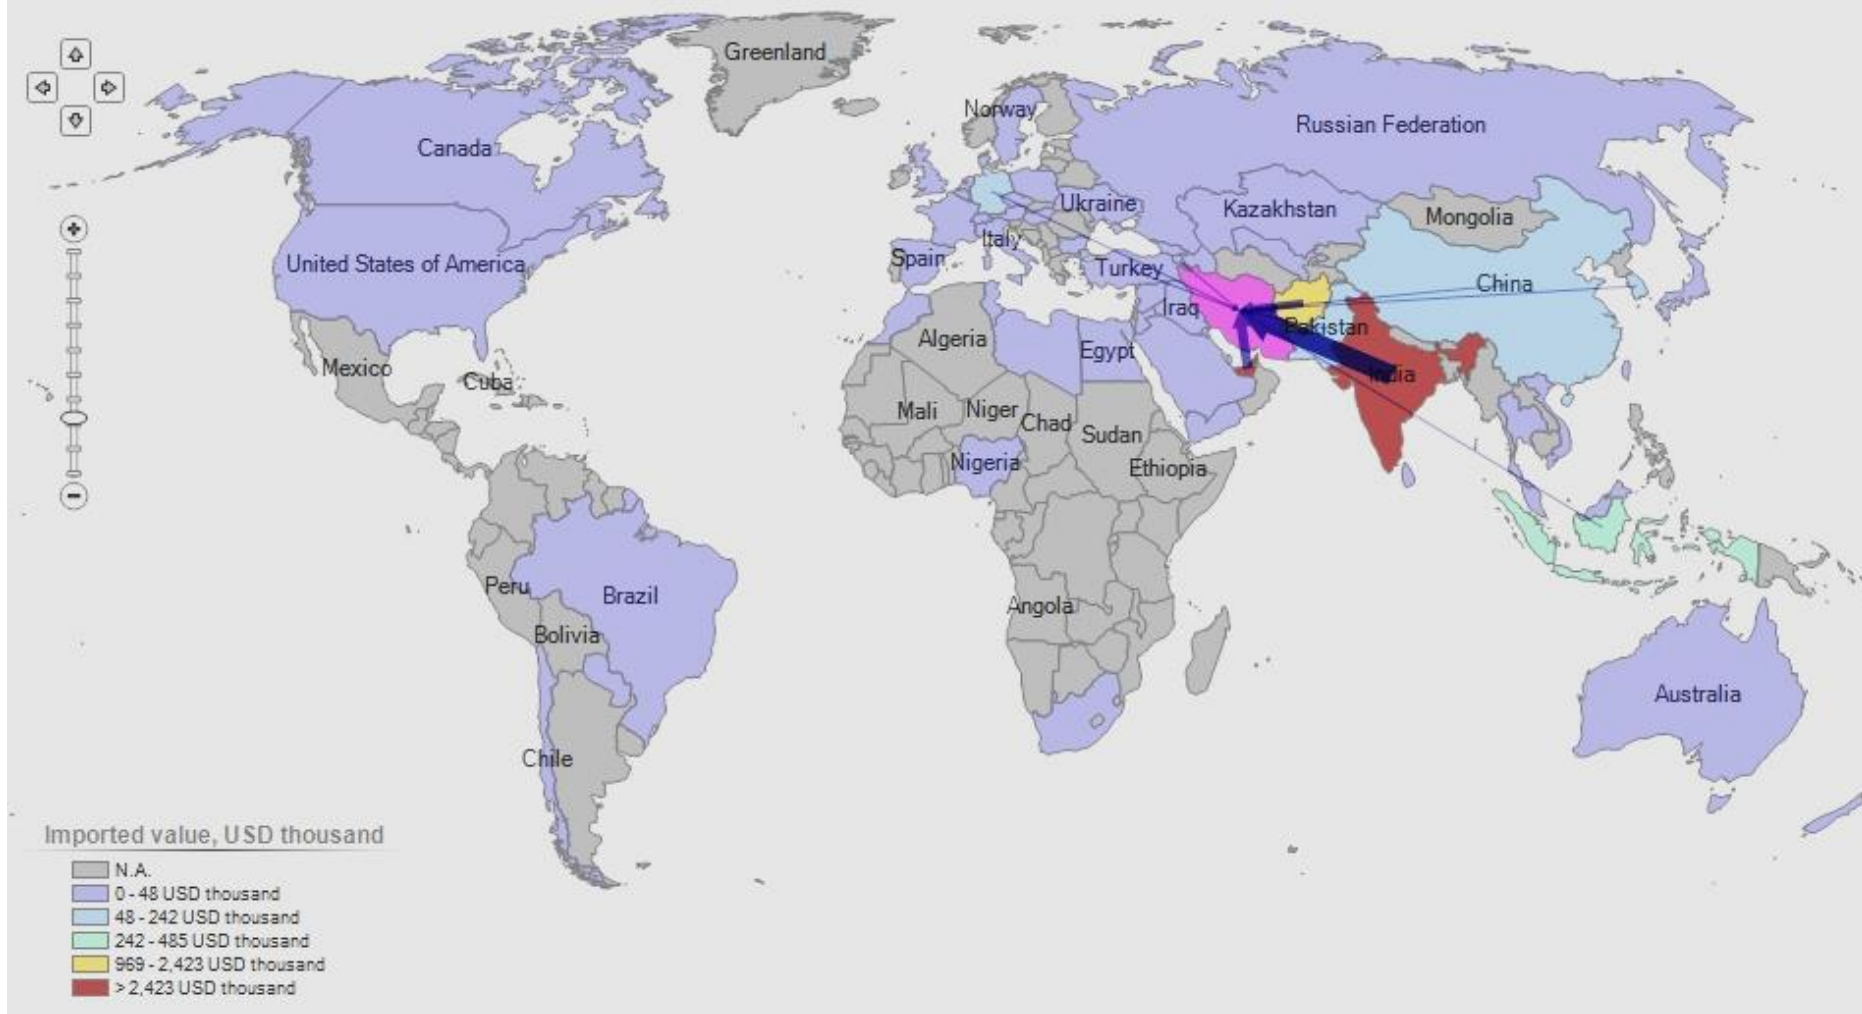 Greenland
Norway
Russian Federation
Canada
Ukraine
Kazakhstan
Mongolia
Italy
Spain
United States of America
Turkey
China
Iraq
Pakistan
Algeria
Egypt
Mexico
India
Cuba
Mali
Niger
Chad
Sudan
Nigeria
Ethiopia
Peru
Brazil
Angola
Bolivia
Australia
Chile
Imported value, USD thousand
N.A.
0 - 48 USD thousand
48 - 242 USD thousand
242 - 485 USD thousand
969 - 2,423 USD thousand
> 2,423 USD thousand